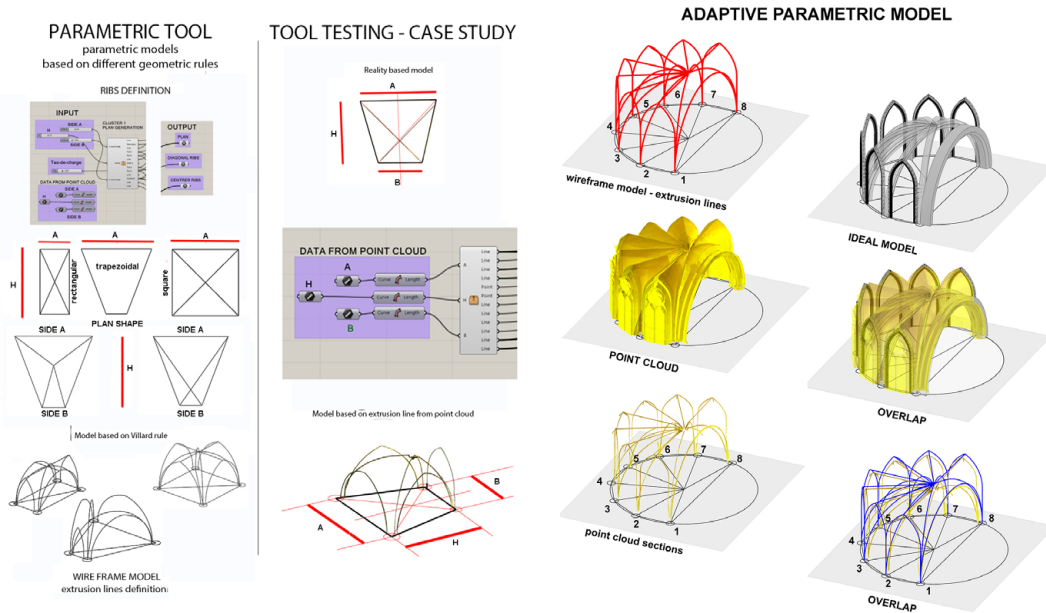 PARAMETRIC TOOL
parametric models
based on different geometric rules
RIBS DEFINITION
INPUT
SIDE A
H
SIDE B
CLUSTER 1
PLAN GENERATION
OUTPUT
PLAN
DIAGONAL RIBS
Tas-de-charge
DATA FROM POINT CLOUD
SIDE A
H
SIDE B
A
A
A
H
rectangular
trapezoidal
square
PLAN SHAPE
SIDE A
SIDE A
H
SIDE B
SIDE B
Model based on Villard rule
WIRE FRAME MODEL
extrusion lines definition
TOOL TESTING - CASE STUDY
Reality based model
A
H
B
DATA FROM POINT CLOUD
A
Curve
Length
H
Curve
Length
B
Curve
Length
A
H
B
Line
Line
Line
Line
Point
Point
Line
Line
Line
Line
Line
Line
Model based on extrusion line from point cloud
A
B
H
ADAPTIVE PARAMETRIC MODEL
1
2
3
4
5
6
7
8
wireframe model - extrusion lines
IDEAL MODEL
POINT CLOUD
OVERLAP
1
2
3
4
5
6
7
8
point cloud sections
1
2
3
4
5
6
7
8
OVERLAP